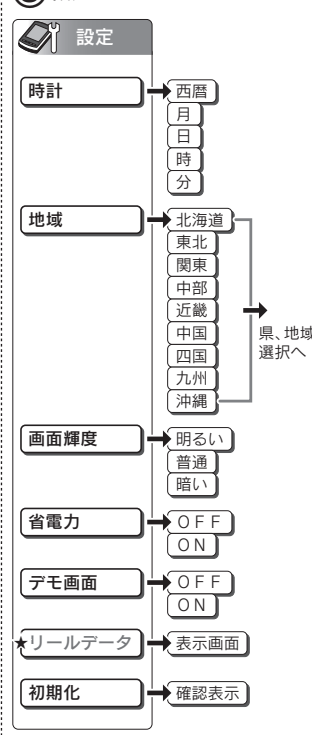 設定
時計
西暦
月
日
時
分
地域
北海道
東北
関東
中部
近畿
中国
四国
九州
沖縄
県、地域
選択へ
画面輝度
明るい
普通
暗い
省電力
OFF
ON
デモ画面
OFF
ON
★リールデータ
表示画面
初期化
確認表示